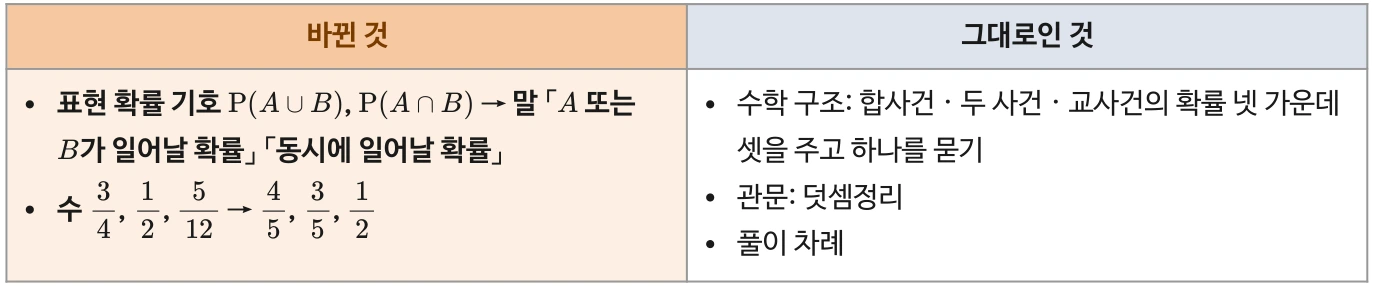 바뀐 것
그대로인 것
• 표현 확률 기호 P(A ∪ B), P(A ∩ B) → 말 「A 또는
B가 일어날 확률」 「동시에 일어날 확률」
• 수 3/4, 1/2, 5/12 → 4/5, 3/5, 1/2
• 수학 구조: 합사건 · 두 사건 · 교사건의 확률 넷 가운데
셋을 주고 하나를 묻기
• 관문: 덧셈정리
• 풀이 차례